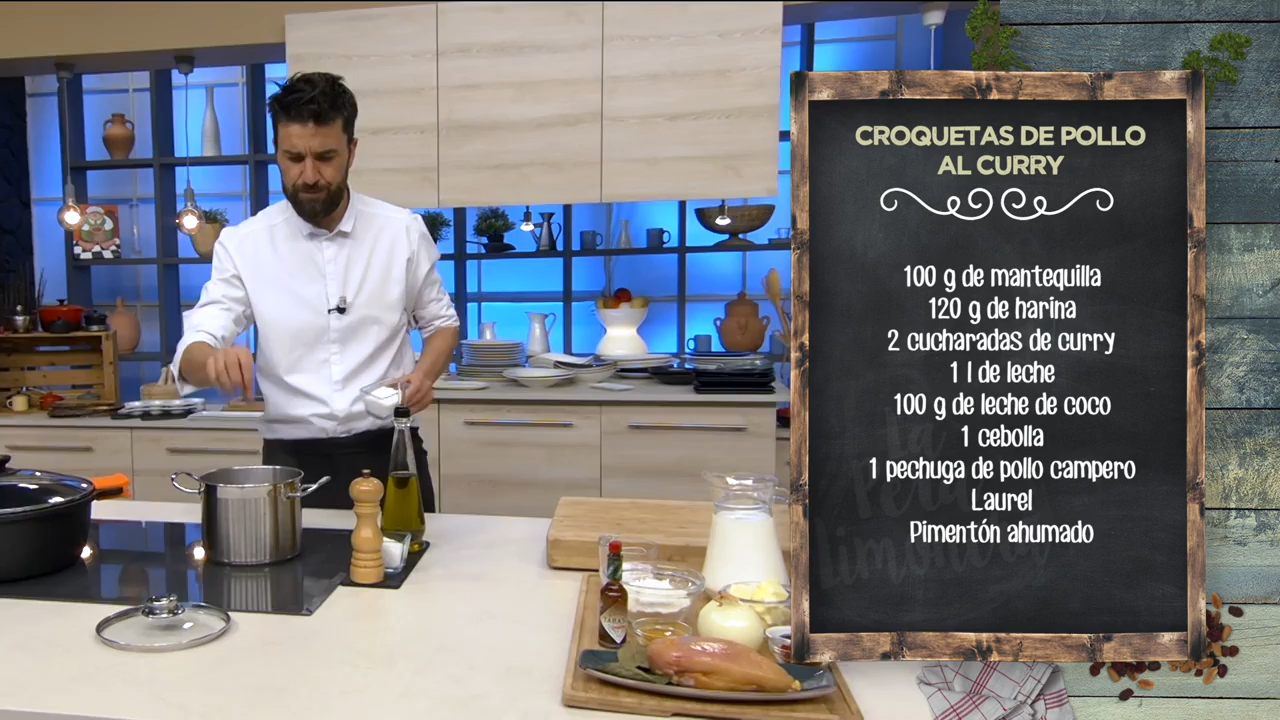 CROQUETAS DE POLLO
AL CURRY
100 g de mantequilla
120 g de harina
2 cucharadas de curry
1 l de leche
100 g de leche de coco
1 cebolla
1 pechuga de pollo campero
Laurel
Pimentón ahumado